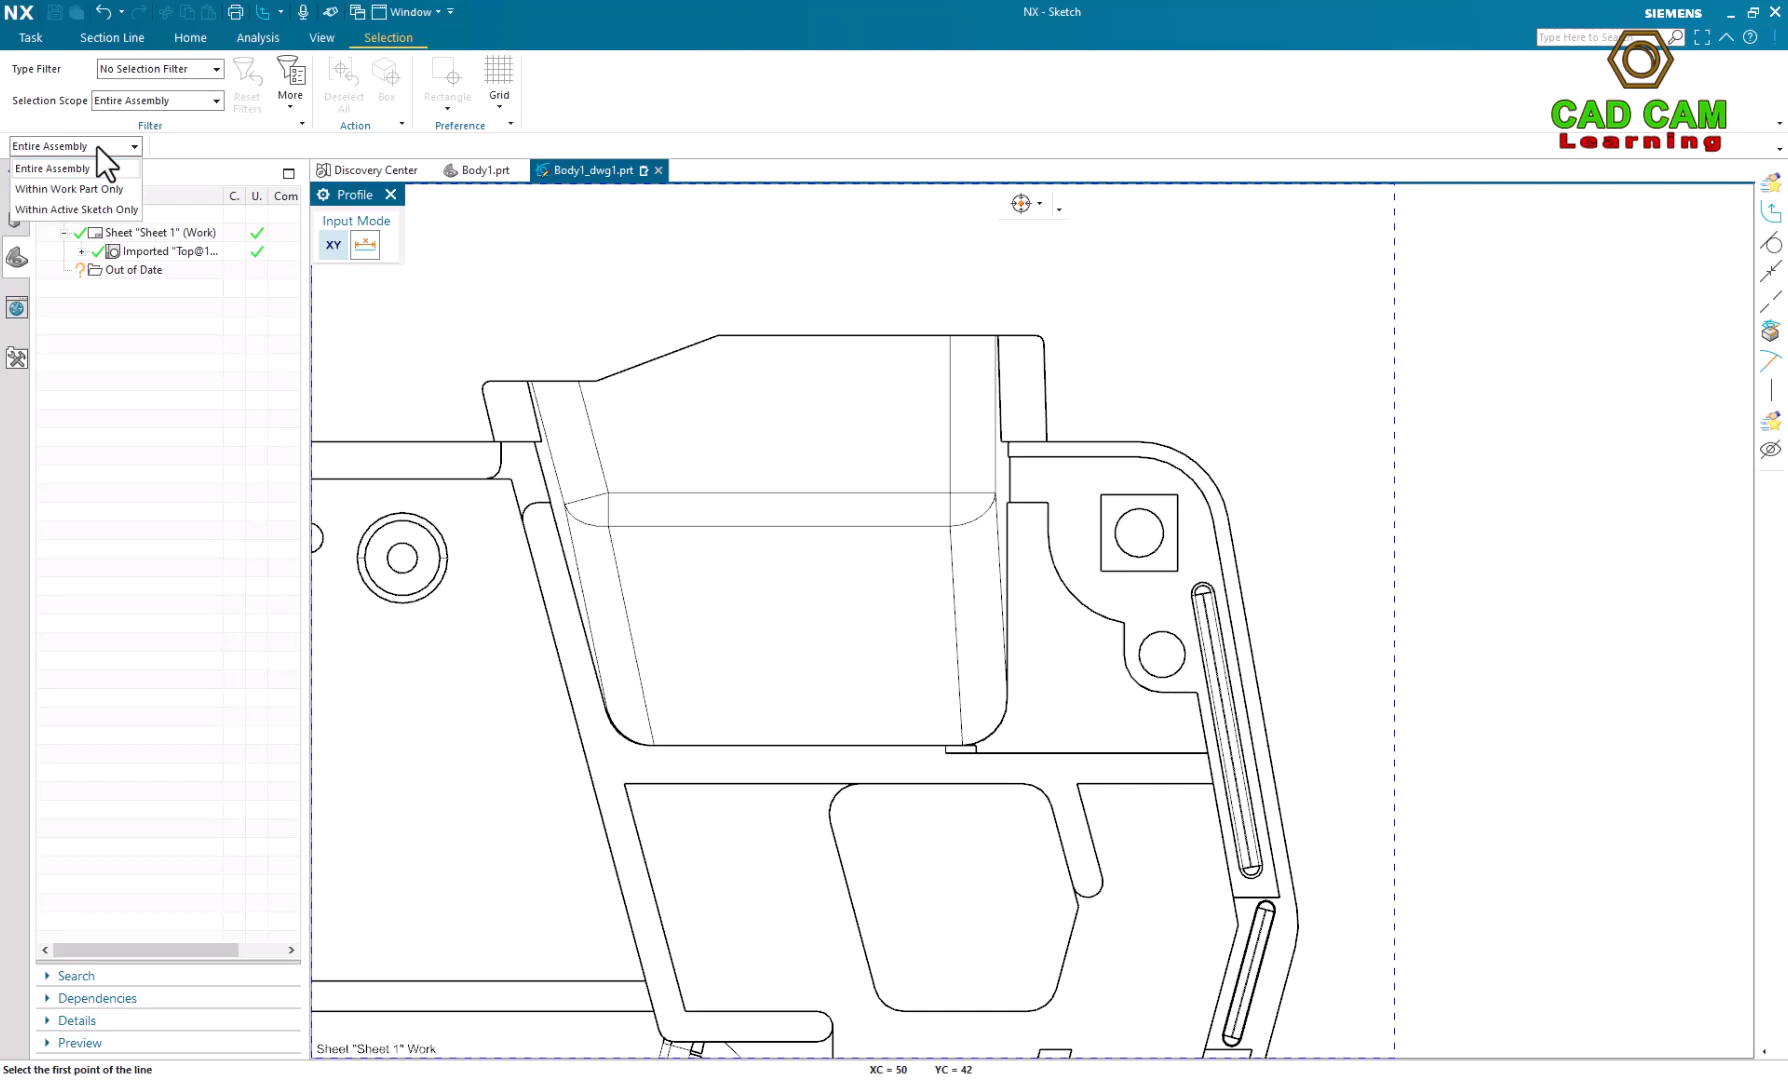 NX
Window
NX - Sketch
SIEMENS
Task
Section Line
Home
Analysis
View
Selection
Type Here to Sea
Type Filter
No Selection Filter
Selection Scope
Entire Assembly
Reset
Filters
More
Deselect
All
Box
Rectangle
Grid
Filter
Action
Preference
CAD CAM
Learning
Entire Assembly
Entire Assembly
Within Work Part Only
Within Active Sketch Only
C.
U.
Com
Discovery Center
Body1.prt
Body1_dwg1.prt
Profile
Input Mode
XY
Sheet "Sheet 1" (Work)
Imported "Top@1...
Out of Date
Search
Dependencies
Details
Preview
Sheet "Sheet 1" Work
Select the first point of the line
XC = 50
YC = 42